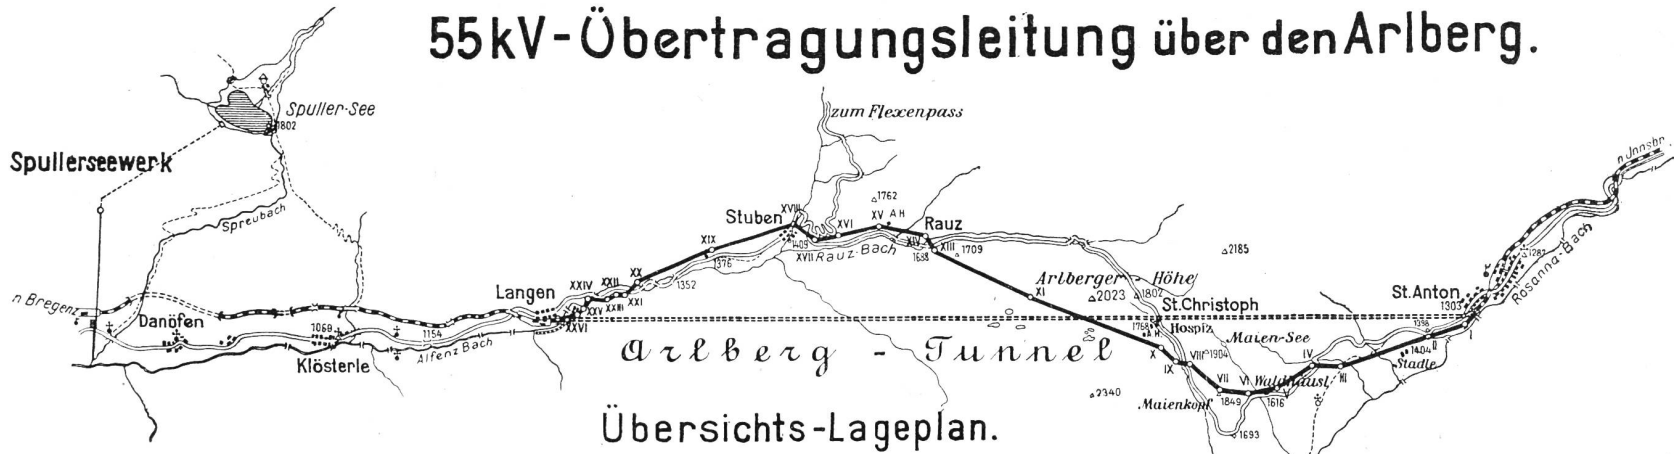 55kV-Übertragungsleitung über den Arlberg.
zum Flexenpass
Spuller-See
1802
Spullerseewerk
n Innsbr.
Spreubach
Stuben
XVIII
1762
XV
A H
XVI
Rauz
XIX
1409
XVII
Rauz-Bach
XIV
XIII
1638
1709
2185
1376
XX
1352
Arlberger Höhe
XI
2023
1802
1282
Rosanna-Bach
n Bregenz
Langen
XXIV
XXII
XXI
XXV
XXIII
XXVI
St.Anton
1303
St.Christoph
Danöfen
1069
1154
1768
Hospiz
A H
Maien-See
1398
I
II
Alfenz Bach
Arlberg - Tunnel
Klösterle
X
IX
VIII
1904
IV
III
1404
Stadle
VII
VI
Waldhäusl
V
2340
Maienkopf
1849
1616
Übersichts-Lageplan.
1693